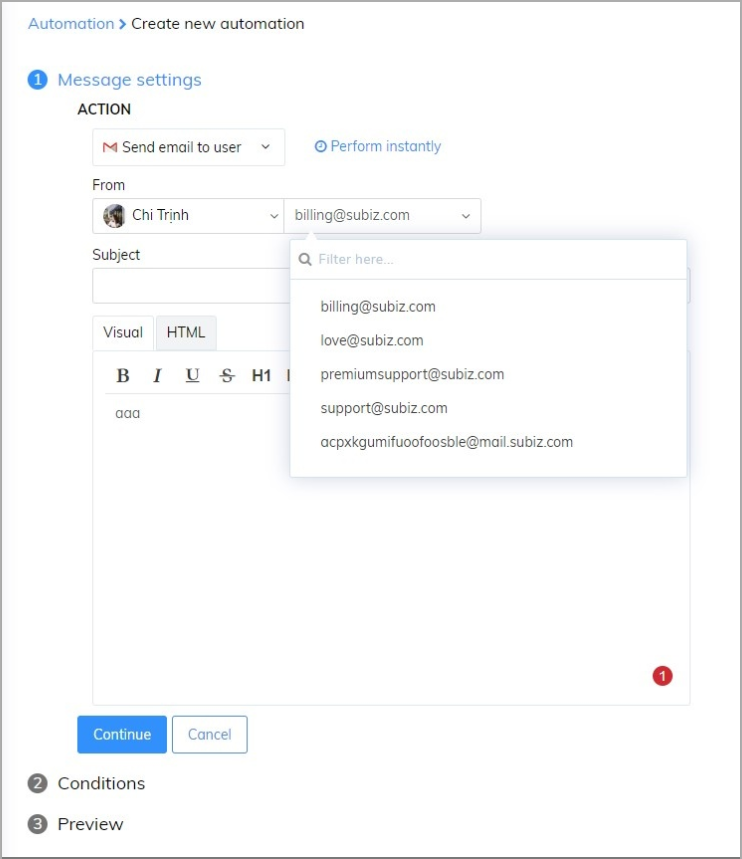 Automation > Create new automation
1 Message settings
ACTION
Send email to user
Perform instantly
From
Chi Trịnh
billing@subiz.com
Subject
Filter here...
billing@subiz.com
love@subiz.com
premiumsupport@subiz.com
support@subiz.com
acpxkgumifuoofoosble@mail.subiz.com
Visual HTML
B I U S H1
aaa
1
Continue Cancel
2 Conditions
3 Preview